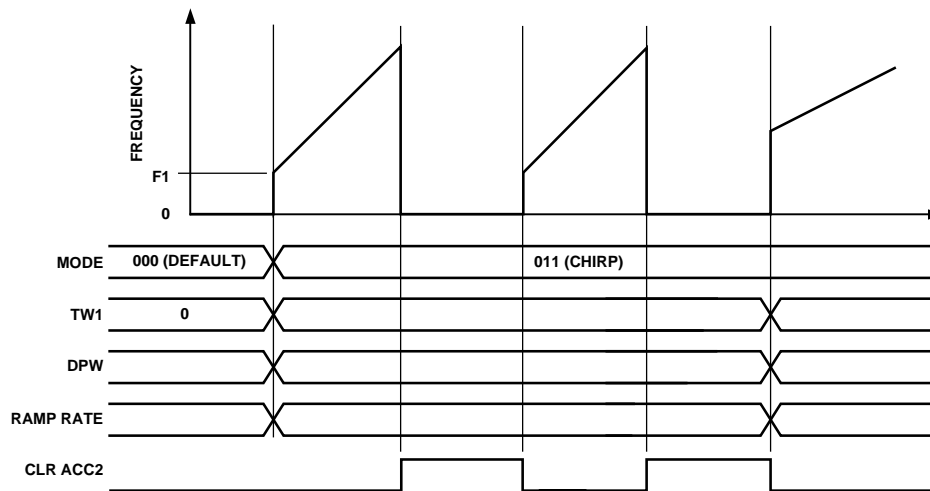 FREQUENCY
F1
0
MODE 000 (DEFAULT) 011 (CHIRP)
TW1 0
DPW
RAMP RATE
CLR ACC2